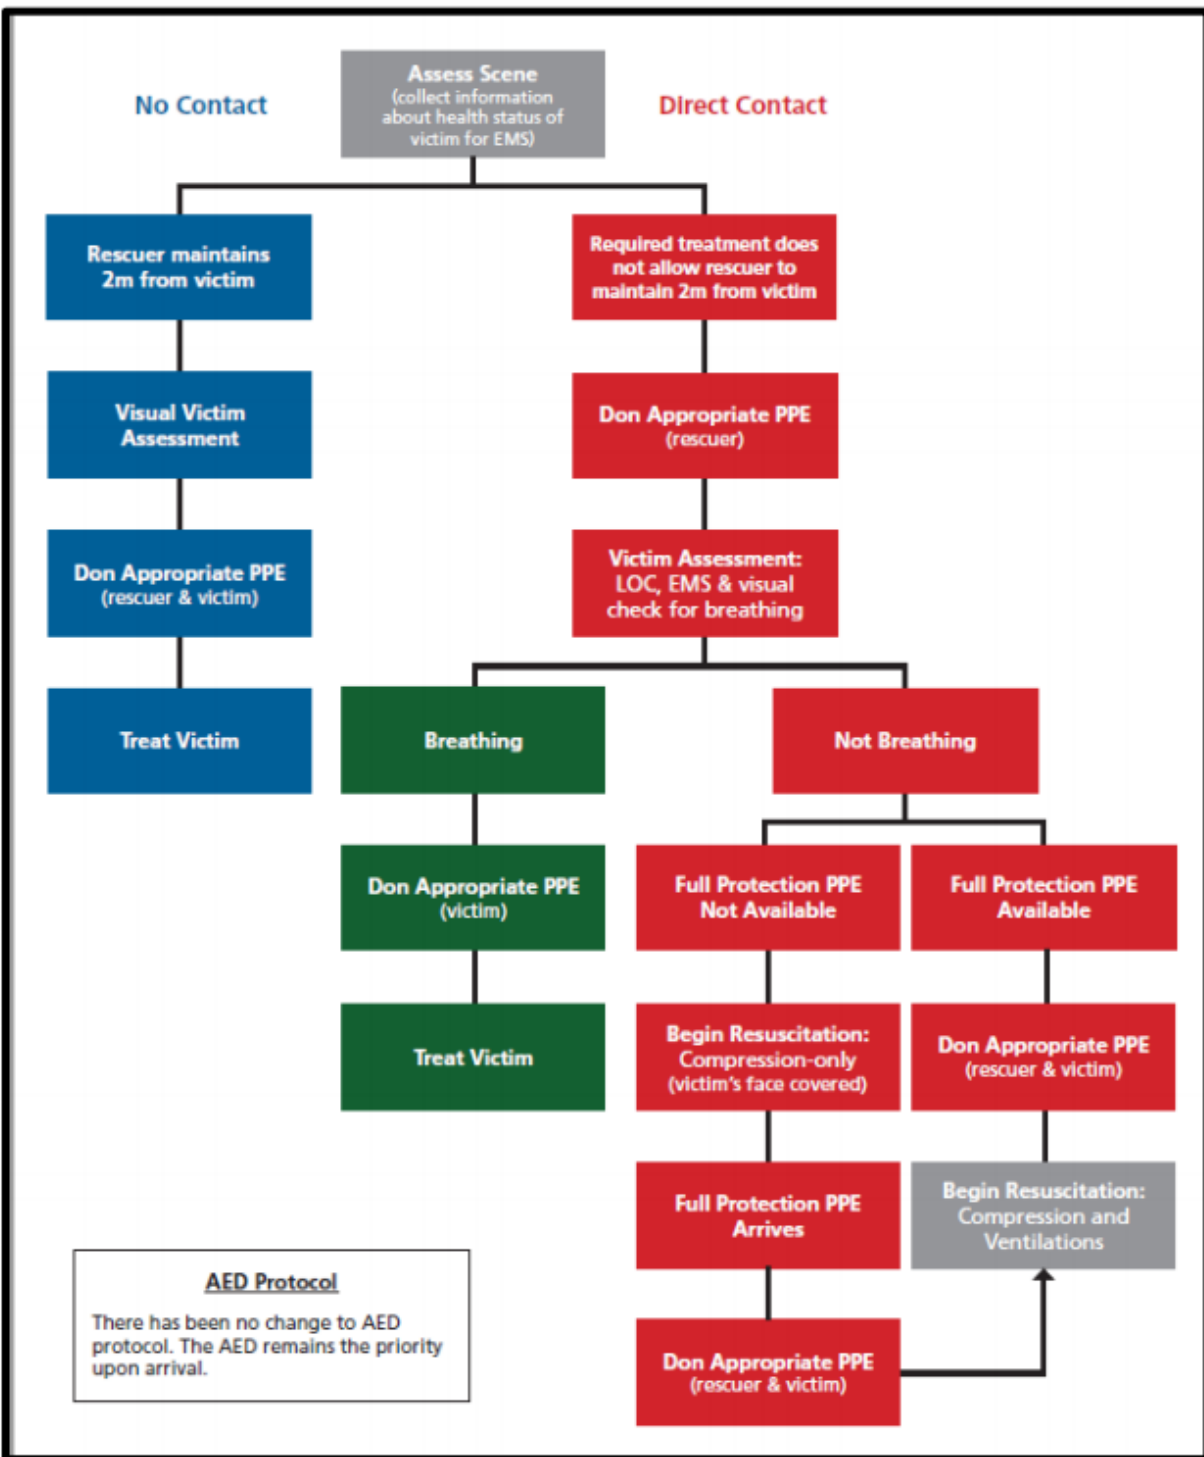 Assess Scene
(collect information
about health status of
victim for EMS)
No Contact
Direct Contact
Rescuer maintains
2m from victim
Required treatment does
not allow rescuer to
maintain 2m from victim
Visual Victim
Assessment
Don Appropriate PPE
(rescuer)
Don Appropriate PPE
(rescuer & victim)
Victim Assessment:
LOC, EMS & visual
check for breathing
Treat Victim
Breathing
Not Breathing
Don Appropriate PPE
(victim)
Full Protection PPE
Not Available
Full Protection PPE
Available
Treat Victim
Begin Resuscitation:
Compression-only
(victim's face covered)
Don Appropriate PPE
(rescuer & victim)
Full Protection PPE
Arrives
Begin Resuscitation:
Compression and
Ventilations
Don Appropriate PPE
(rescuer & victim)
AED Protocol
There has been no change to AED
protocol. The AED remains the priority
upon arrival.